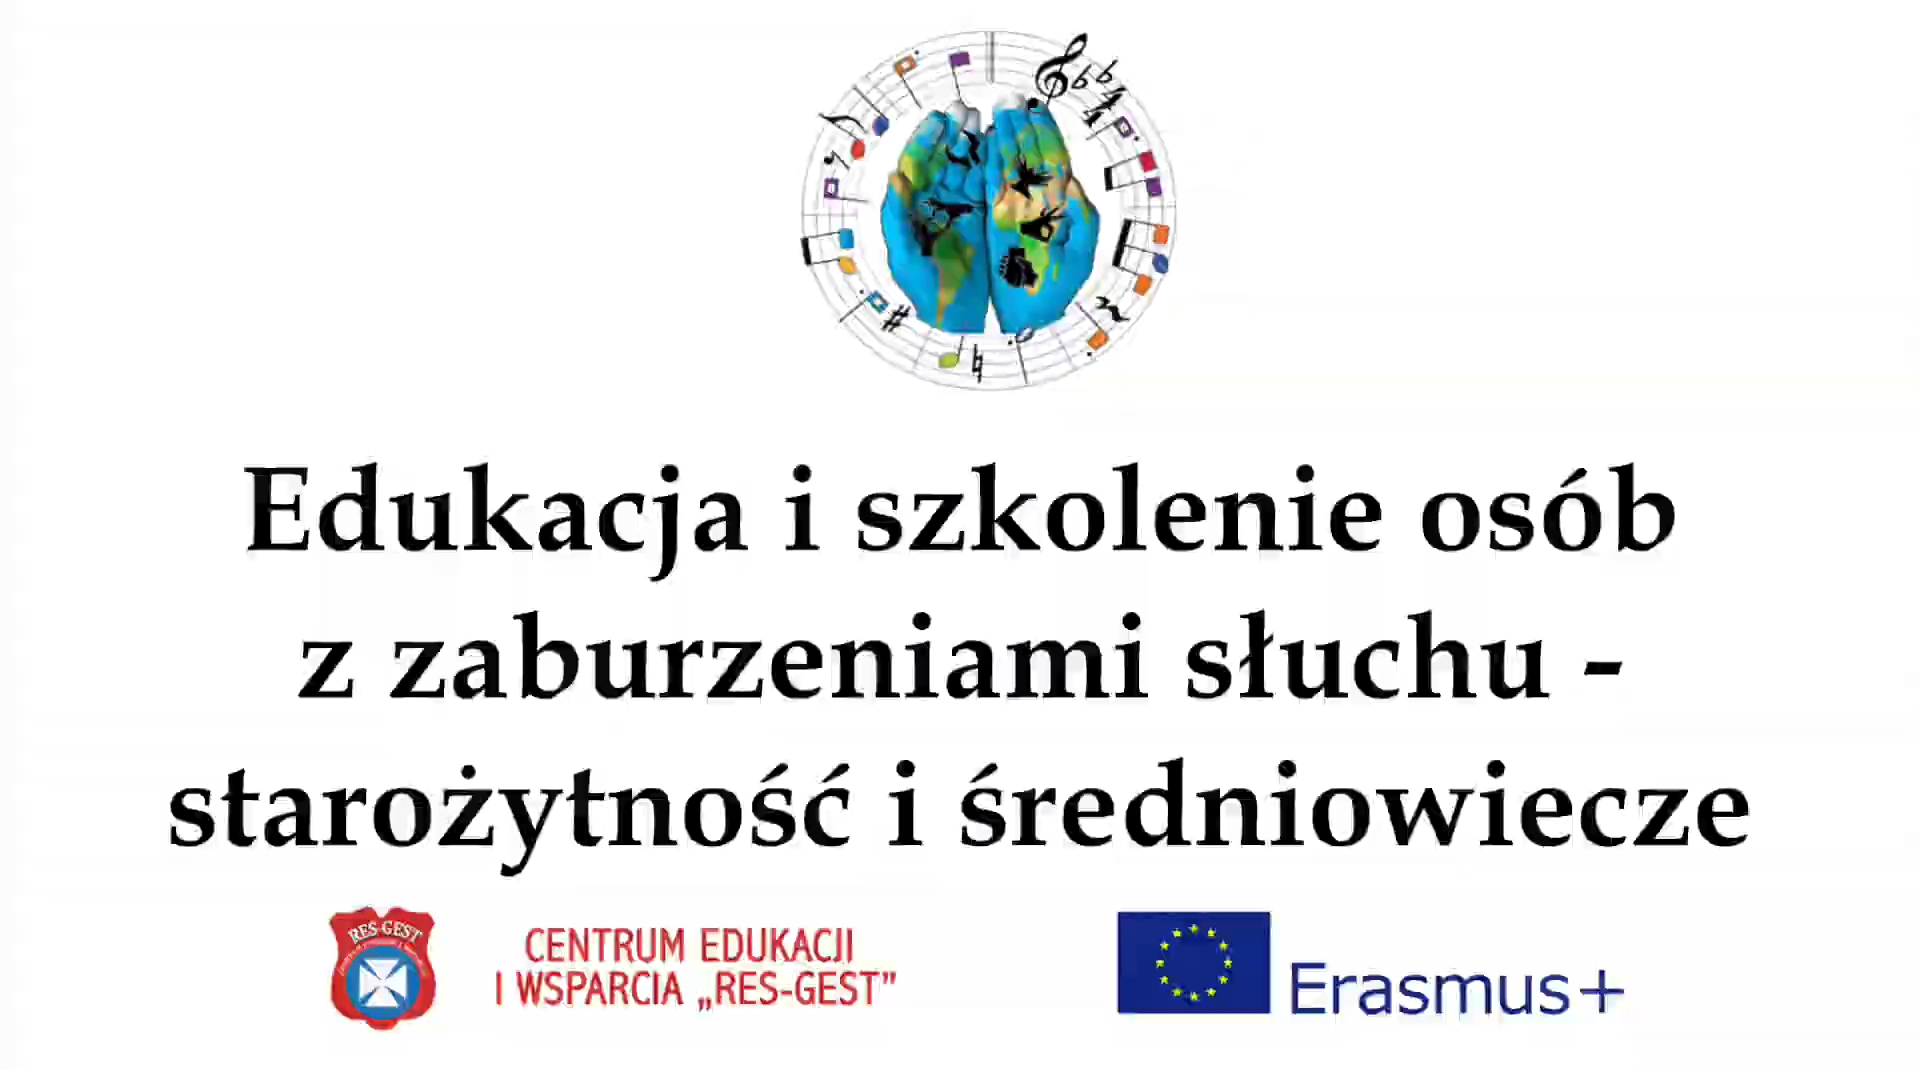 Edukacja i szkolenie osób
z zaburzeniami słuchu -
starożytność i średniowiecze
RES-GEST
CENTRUM EDUKACJI
I WSPARCIA „RES-GEST”
Erasmus+